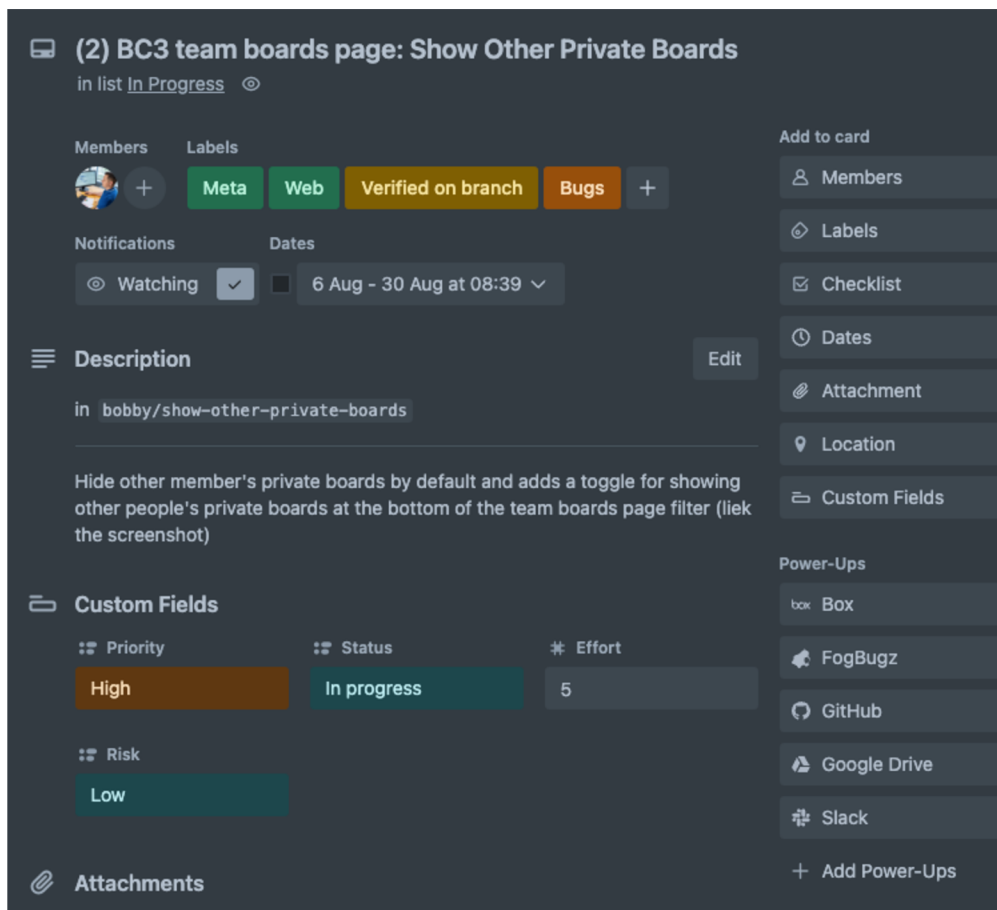 (2) BC3 team boards page: Show Other Private Boards
in list In Progress
Members
Labels
Meta
Web
Verified on branch
Bugs
Notifications
Dates
Watching
6 Aug - 30 Aug at 08:39
Description
Edit
in bobby/show-other-private-boards
Hide other member's private boards by default and adds a toggle for showing
other people's private boards at the bottom of the team boards page filter (liek
the screenshot)
Custom Fields
Priority
Status
Effort
High
In progress
5
Risk
Low
Attachments
Add to card
Members
Labels
Checklist
Dates
Attachment
Location
Custom Fields
Power-Ups
box Box
FogBugz
GitHub
Google Drive
Slack
+ Add Power-Ups